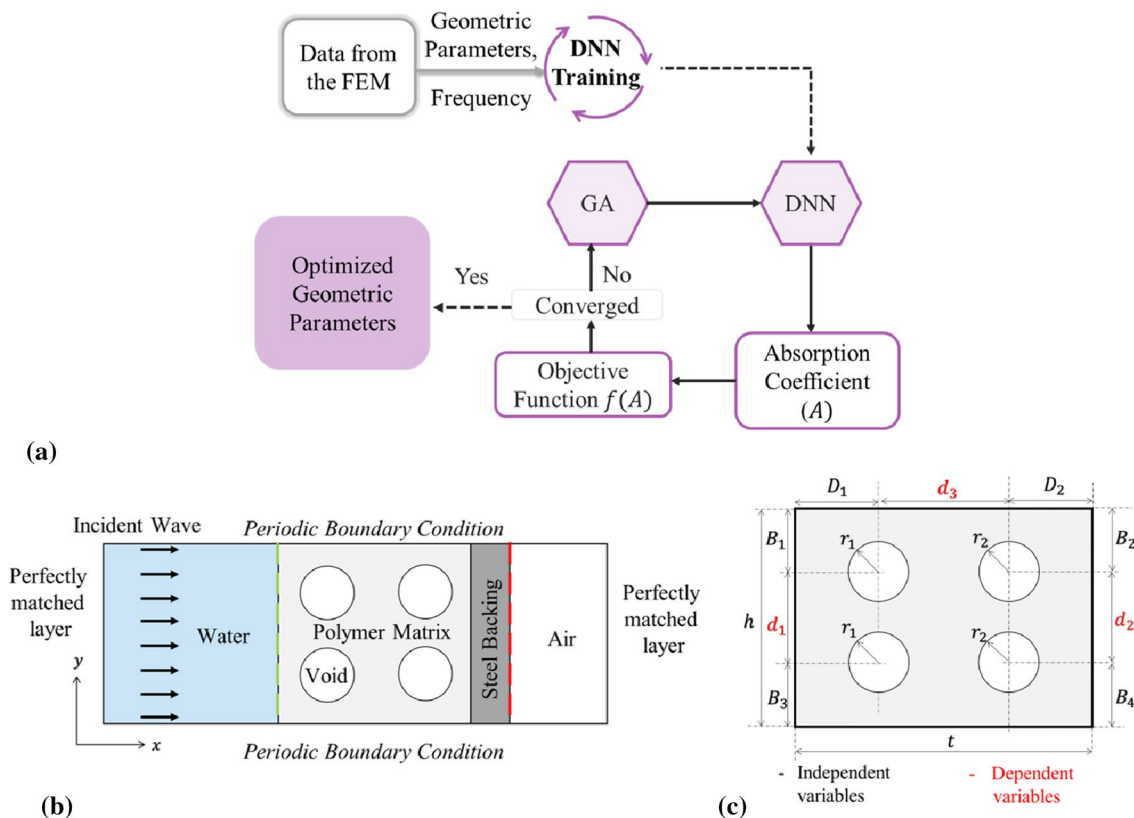 (a)
Data from
the FEM
Geometric
Parameters,
Frequency
DNN
Training
GA
DNN
Optimized
Geometric
Parameters
Yes
No
Converged
Objective
Function f(A)
Absorption
Coefficient
(A)
Incident Wave
Periodic Boundary Condition
Perfectly
matched
layer
Water
Polymer Matrix
Void
Steel Backing
Air
Perfectly
matched
layer
y
x
Periodic Boundary Condition
(b)
D₁
d₃
D₂
B₁
r₁
r₂
B₂
h
d₁
d₂
r₁
r₂
B₃
B₄
t
- Independent
variables
- Dependent
variables
(c)